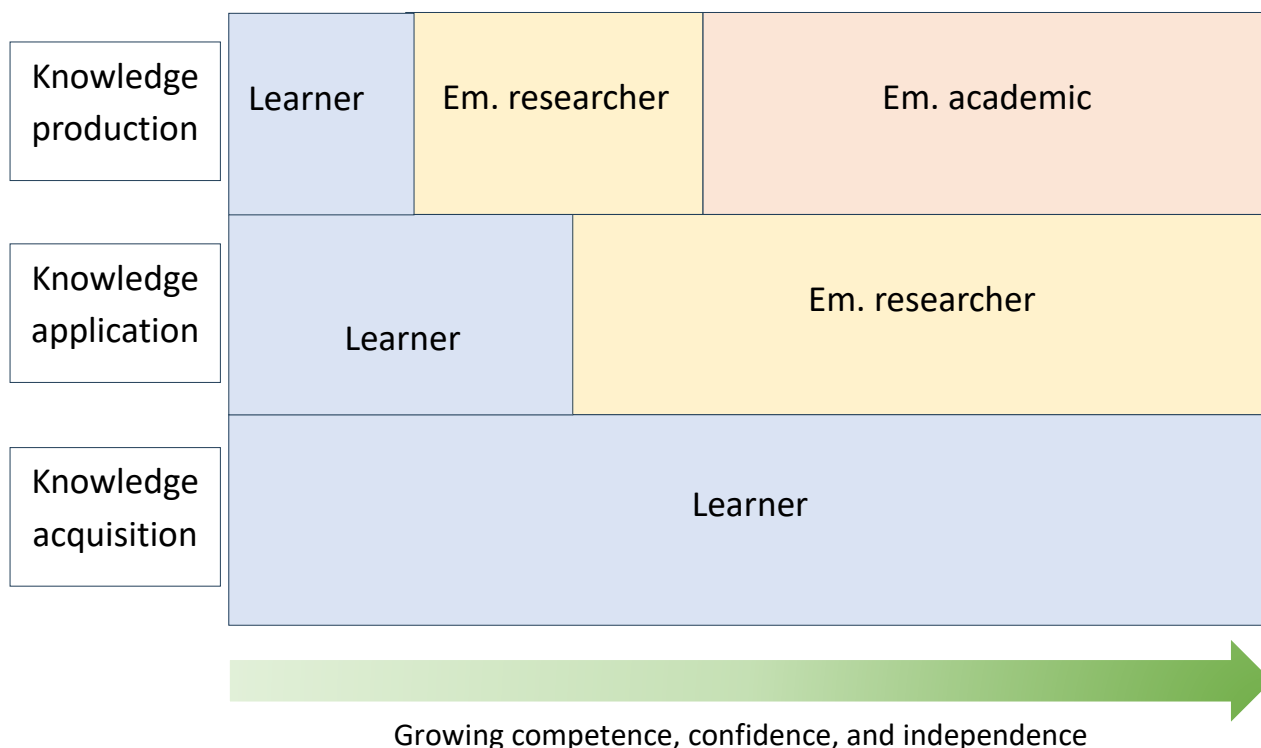 Knowledge
production
Learner
Em. researcher
Em. academic
Knowledge
application
Learner
Em. researcher
Knowledge
acquisition
Learner
Growing competence, confidence, and independence